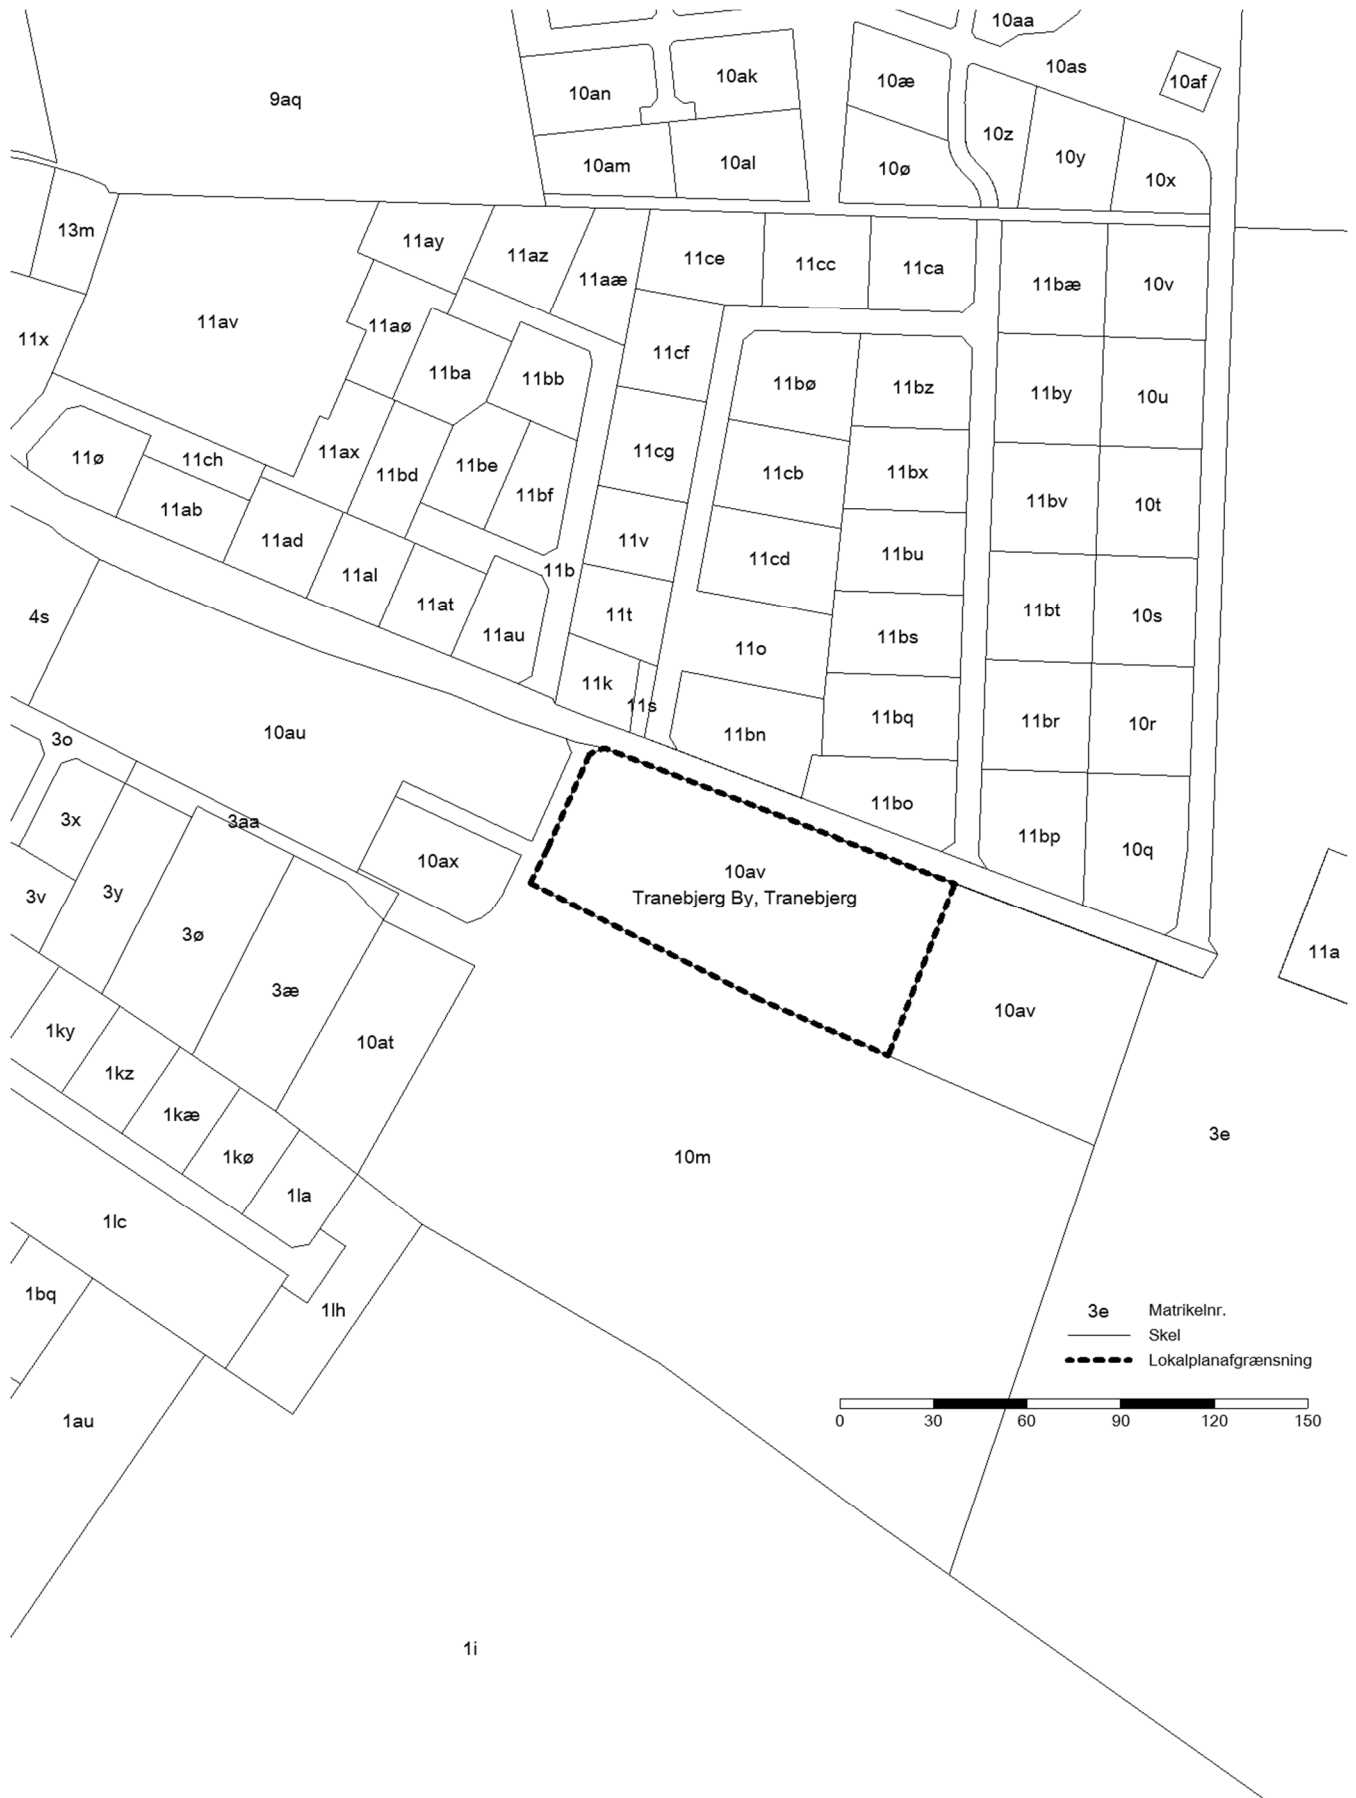 10aa
10as
10af
10æ
10ak
10an
9aq
10z
10y
10x
10ø
10al
10am
13m
11ay
11az
11aæ
11ce
11cc
11ca
11bæ
10v
11av
11aø
11x
11cf
11ba
11bb
11bø
11bz
11by
10u
11ø
11ch
11ax
11bd
11be
11bf
11cg
11cb
11bx
11bv
10t
11ab
11ad
11al
11at
11au
11b
11v
11cd
11bu
4s
11t
11bt
10s
11o
11bs
11k
11s
11bn
11bq
11br
10r
3o
10au
11bo
3x
3aa
10ax
11bp
10q
3v
3y
10av
Tranebjerg By, Tranebjerg
3ø
11a
3æ
10av
1ky
10at
1kz
1kæ
3e
1kø
10m
1la
1lc
1bq
1lh
3e Matrikelnr.
Skel
Lokalplanafgrænsning
0 30 60 90 120 150
1au
1i